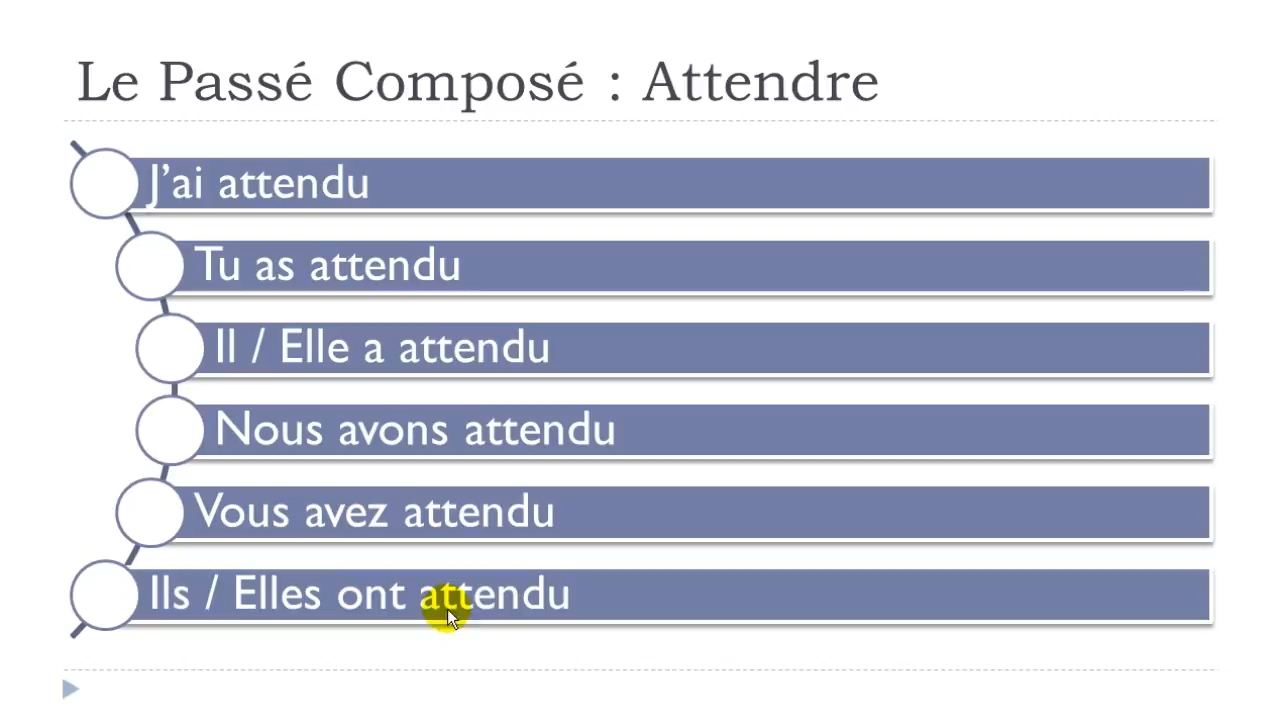 Le Passé Composé : Attendre
J’ai attendu
Tu as attendu
Il / Elle a attendu
Nous avons attendu
Vous avez attendu
Ils / Elles ont attendu